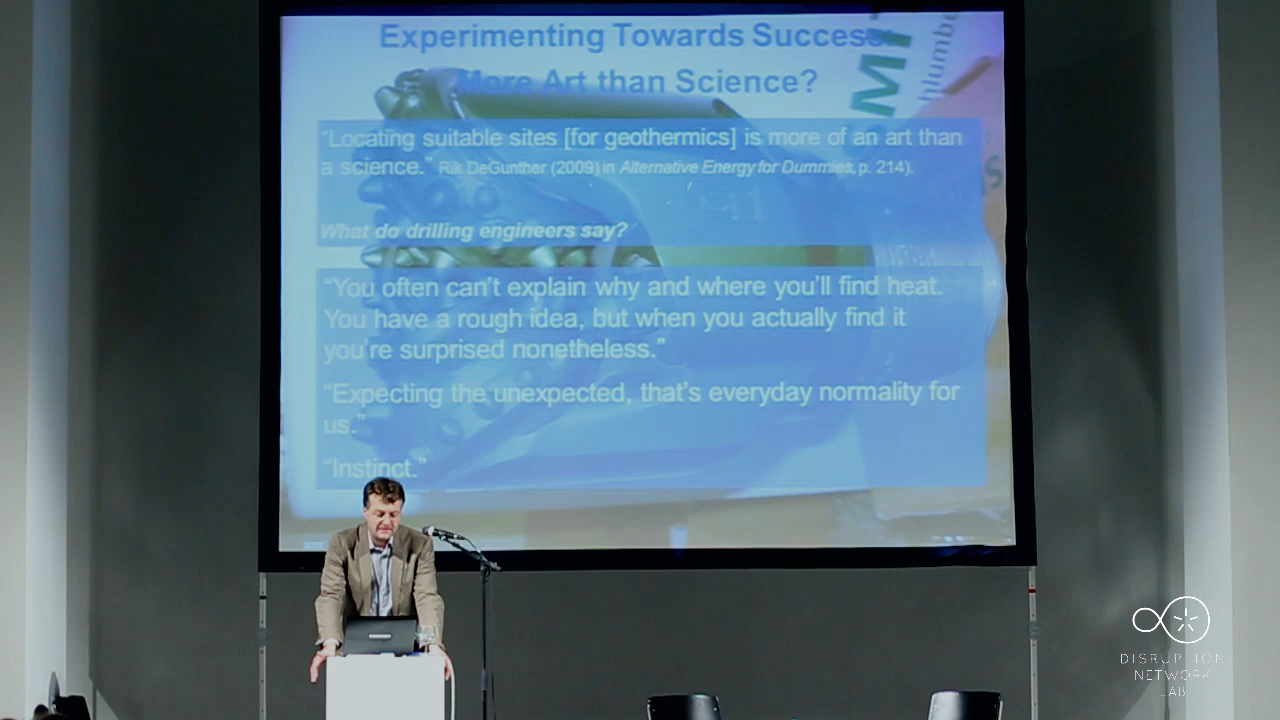 Experimenting Towards Success:
More Art than Science?
“Locating suitable sites [for geothermics] is more of an art than
a science.” Rik DeGunther (2009) in Alternative Energy for Dummies, p. 214).
What do drilling engineers say?
“You often can’t explain why and where you’ll find heat.
You have a rough idea, but when you actually find it
you’re surprised nonetheless.”
“Expecting the unexpected, that’s everyday normality for
us.”
“Instinct.”
DISRUPTION
NETWORK
LAB